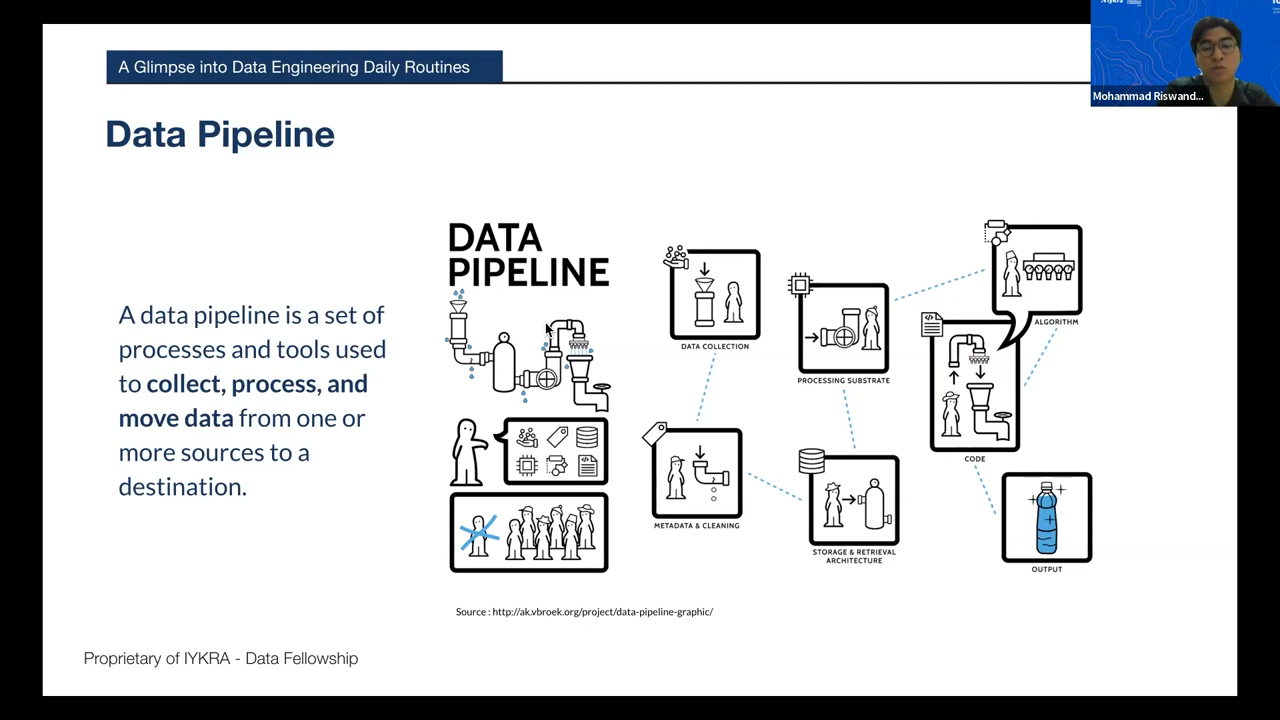 A Glimpse into Data Engineering Daily Routines
Mohammad Riswand...
Data Pipeline
A data pipeline is a set of
processes and tools used
to collect, process, and
move data from one or
more sources to a
destination.
DATA
PIPELINE
DATA COLLECTION
PROCESSING SUBSTRATE
ALGORITHM
METADATA & CLEANING
STORAGE & RETRIEVAL
ARCHITECTURE
CODE
OUTPUT
Source : http://ak.vbroek.org/project/data-pipeline-graphic/
Proprietary of IYKRA - Data Fellowship